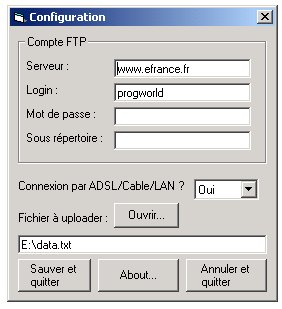 Configuration
Compte FTP
Serveur : www.efrance.fr
Login : progworld
Mot de passe :
Sous répertoire :
Connexion par ADSL/Cable/LAN ? Oui
Fichier à uploader : Ouvrir...
E:\data.txt
Sauver et quitter
About...
Annuler et quitter